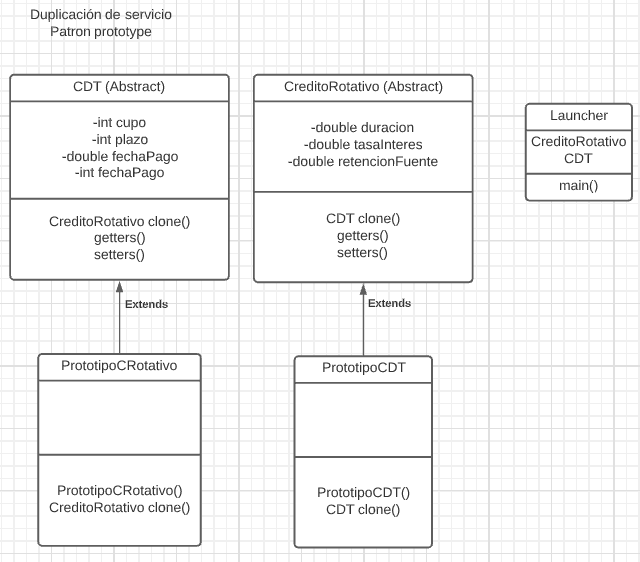 Duplicación de servicio
Patron prototype
CDT (Abstract)
-int cupo
-int plazo
-double fechaPago
-int fechaPago
CreditoRotativo clone()
getters()
setters()
Extends
PrototipoCRotativo
PrototipoCRotativo()
CreditoRotativo clone()
CreditoRotativo (Abstract)
-double duracion
-double tasaInteres
-double retencionFuente
CDT clone()
getters()
setters()
Extends
PrototipoCDT
PrototipoCDT()
CDT clone()
Launcher
CreditoRotativo
CDT
main()